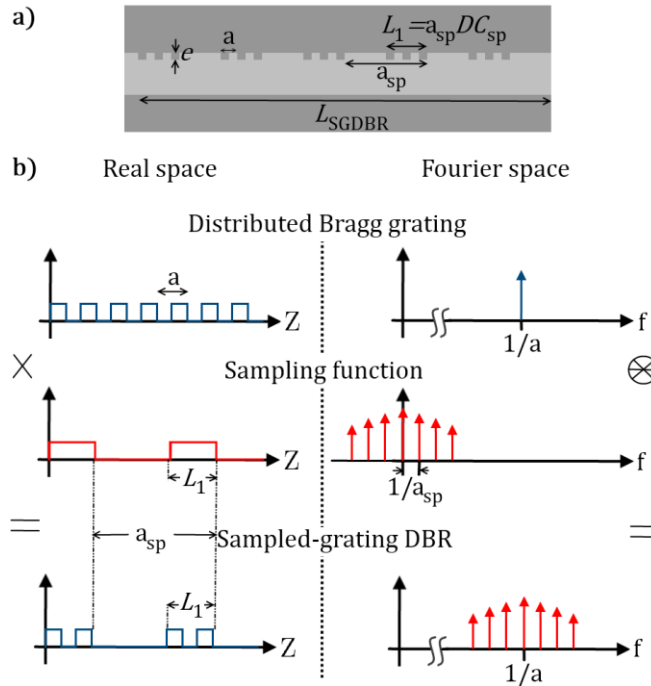 a)
a
e
L₁=aₛₚDCₛₚ
aₛₚ
L_SGDBR
b)
Real space
Fourier space
Distributed Bragg grating
a
Z
1/a
f
×
Sampling function
⊗
L₁
Z
1/aₛₚ
f
=
aₛₚ
Sampled-grating DBR
=
L₁
Z
1/a
f